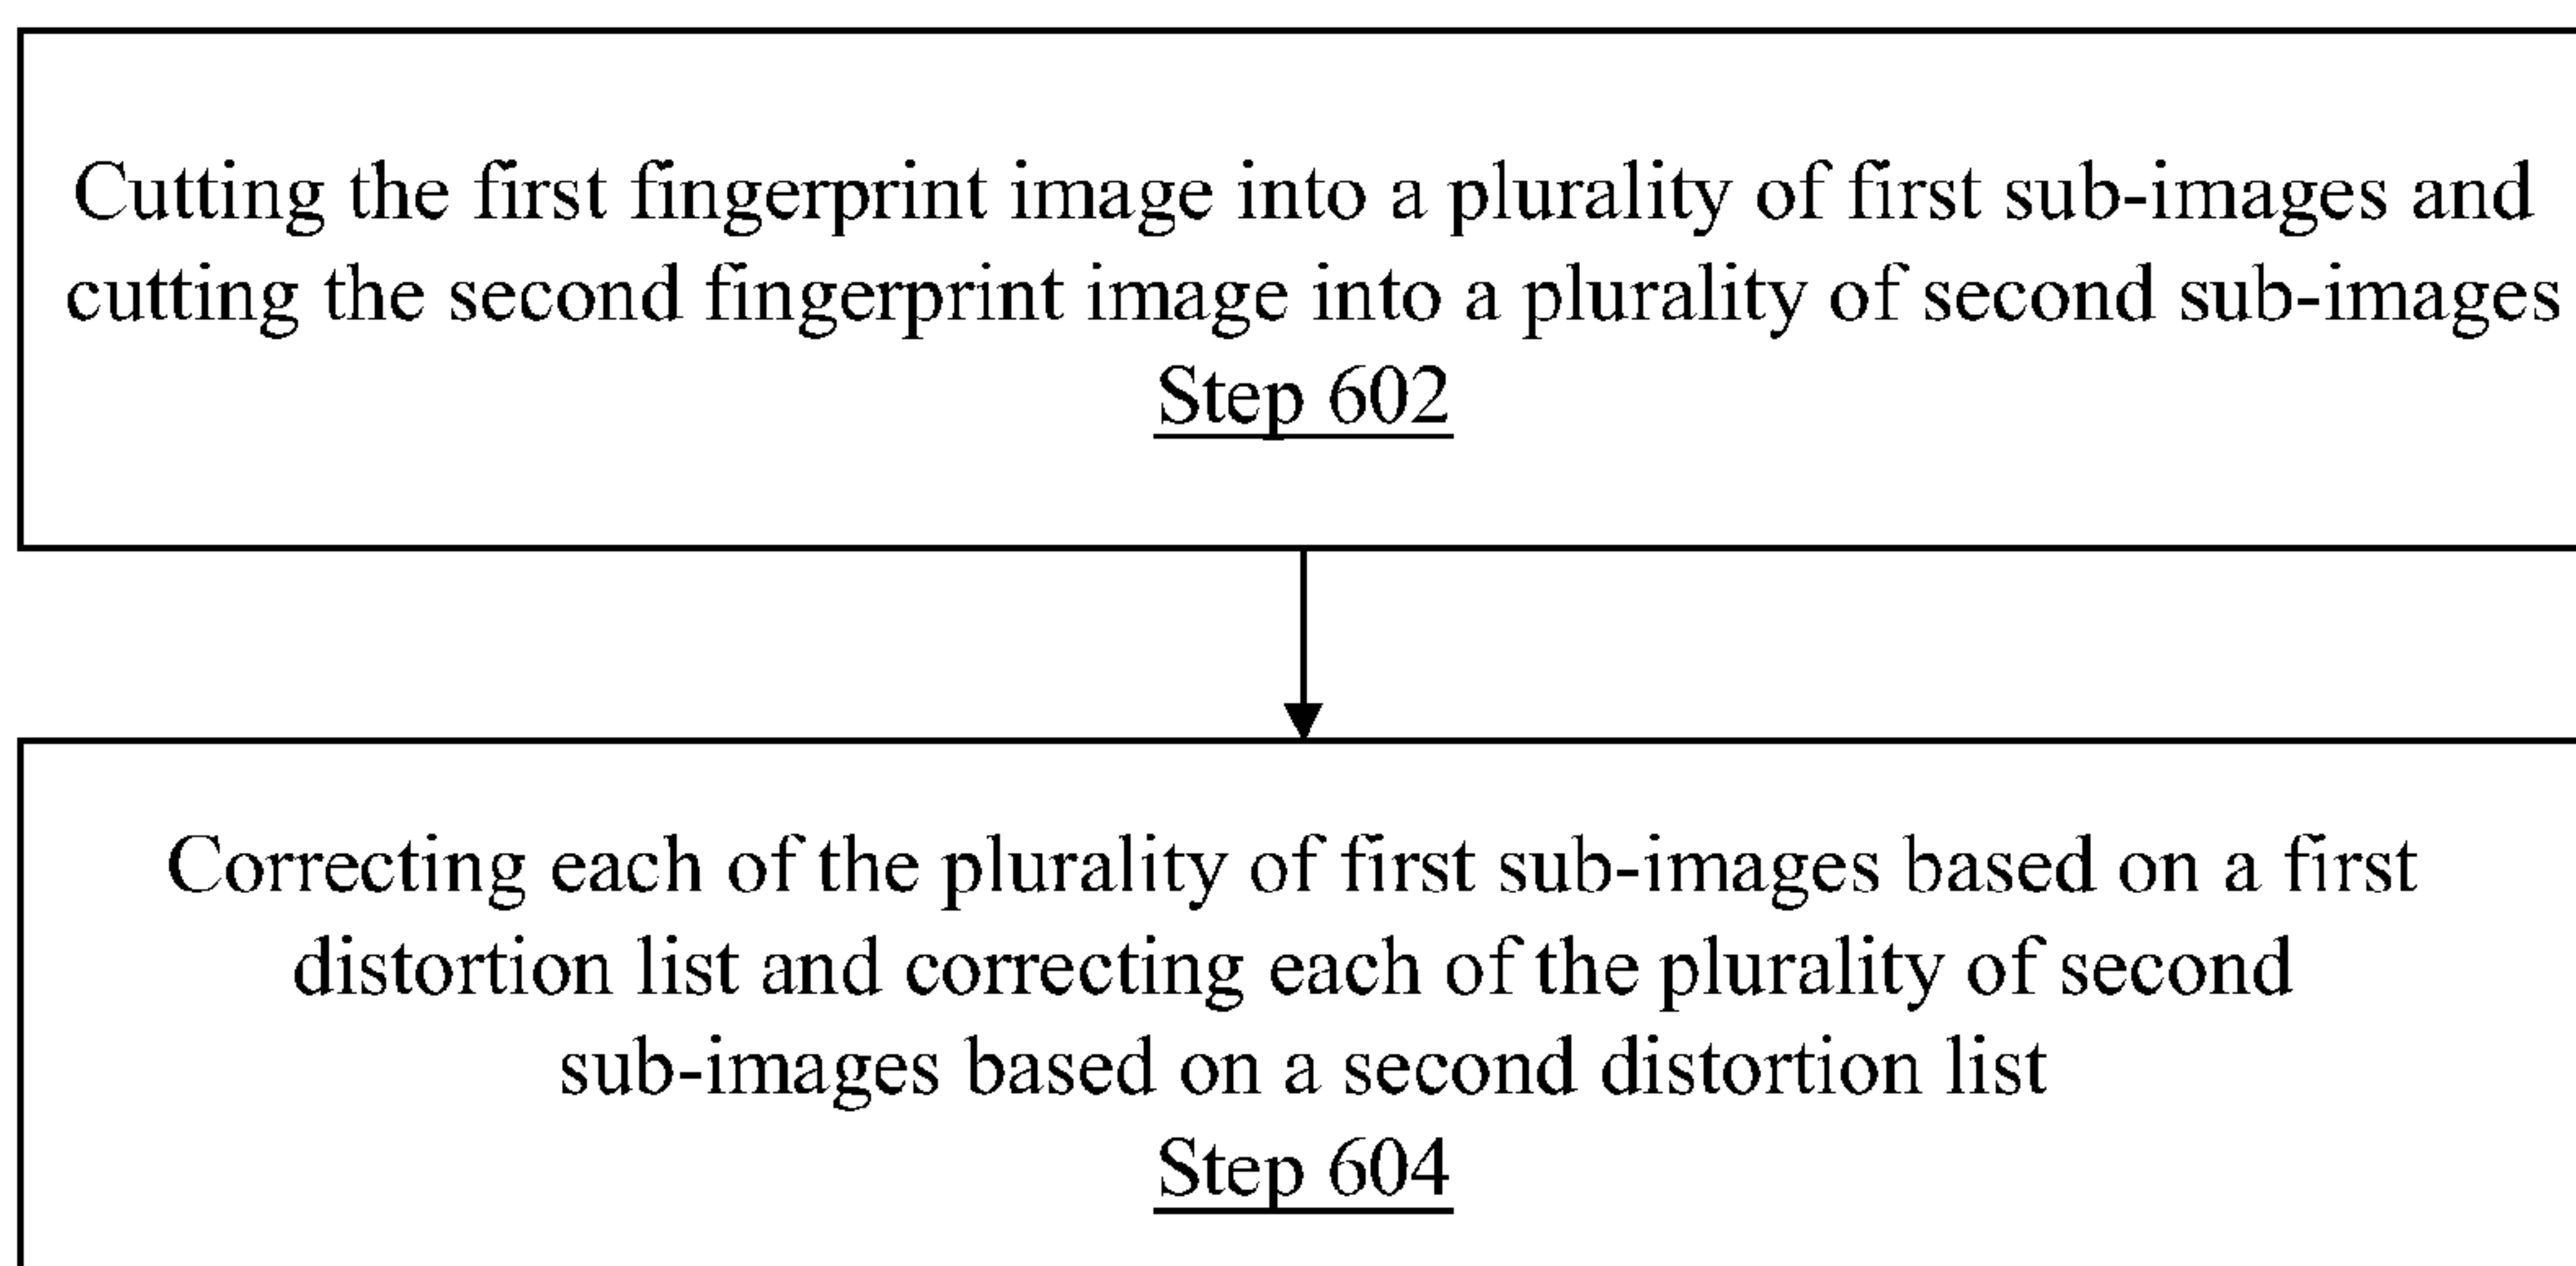 Cutting the first fingerprint image into a plurality of first sub-images and
cutting the second fingerprint image into a plurality of second sub-images
Step 602
Correcting each of the plurality of first sub-images based on a first
distortion list and correcting each of the plurality of second
sub-images based on a second distortion list
Step 604